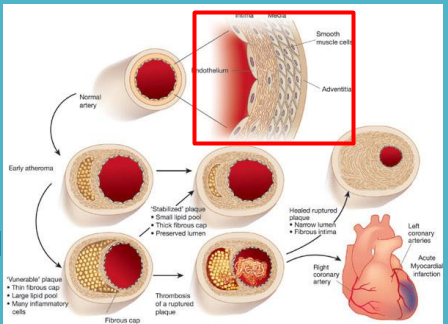 Intima Media
Smooth
muscle cells
Endothelium
Adventitia
Normal
artery
Early atheroma
'Stabilized' plaque
• Small lipid pool
• Thick fibrous cap
• Preserved lumen
Healed ruptured
plaque
• Narrow lumen
• Fibrous intima
Left
coronary
arteries
Right
coronary
artery
Acute
Myocardial
infarction
'Vunerable' plaque
• Thin fibrous cap
• Large lipid pool
• Many inflammatory
cells
Thrombosis
of a ruptured
plaque
Fibrous cap